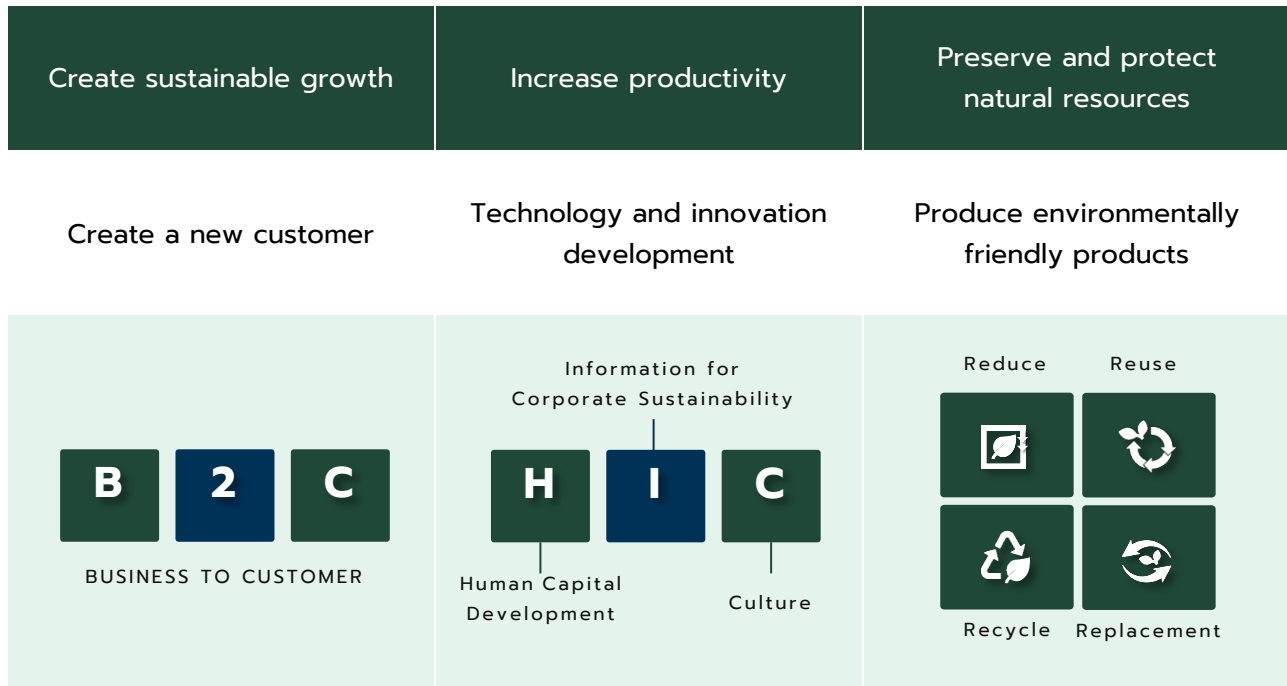 Create sustainable growth
Increase productivity
Preserve and protect
natural resources
Create a new customer
Technology and innovation
development
Produce environmentally
friendly products
B 2 C
BUSINESS TO CUSTOMER
Information for
Corporate Sustainability
H I C
Human Capital
Development
Culture
Reduce
Reuse
Recycle
Replacement